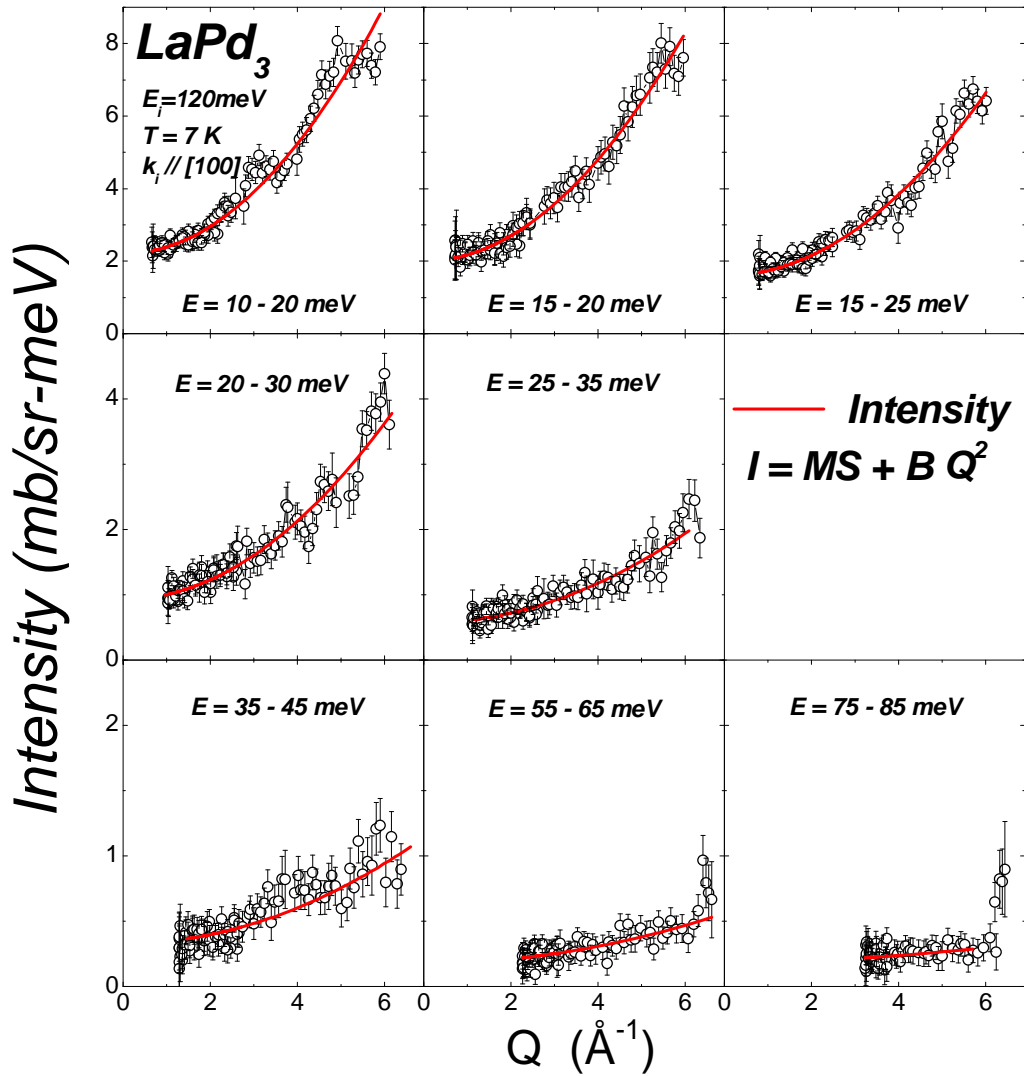 LaPd3
Ei=120meV
T = 7 K
ki // [100]
8
6
4
2
0
E = 10 - 20 meV
E = 15 - 20 meV
E = 15 - 25 meV
4
2
0
E = 20 - 30 meV
E = 25 - 35 meV
Intensity
I = MS + B Q²
2
1
0
E = 35 - 45 meV
E = 55 - 65 meV
E = 75 - 85 meV
0 2 4 6 0 2 4 6 0 2 4 6
Q (Å⁻¹)
Intensity (mb/sr-meV)